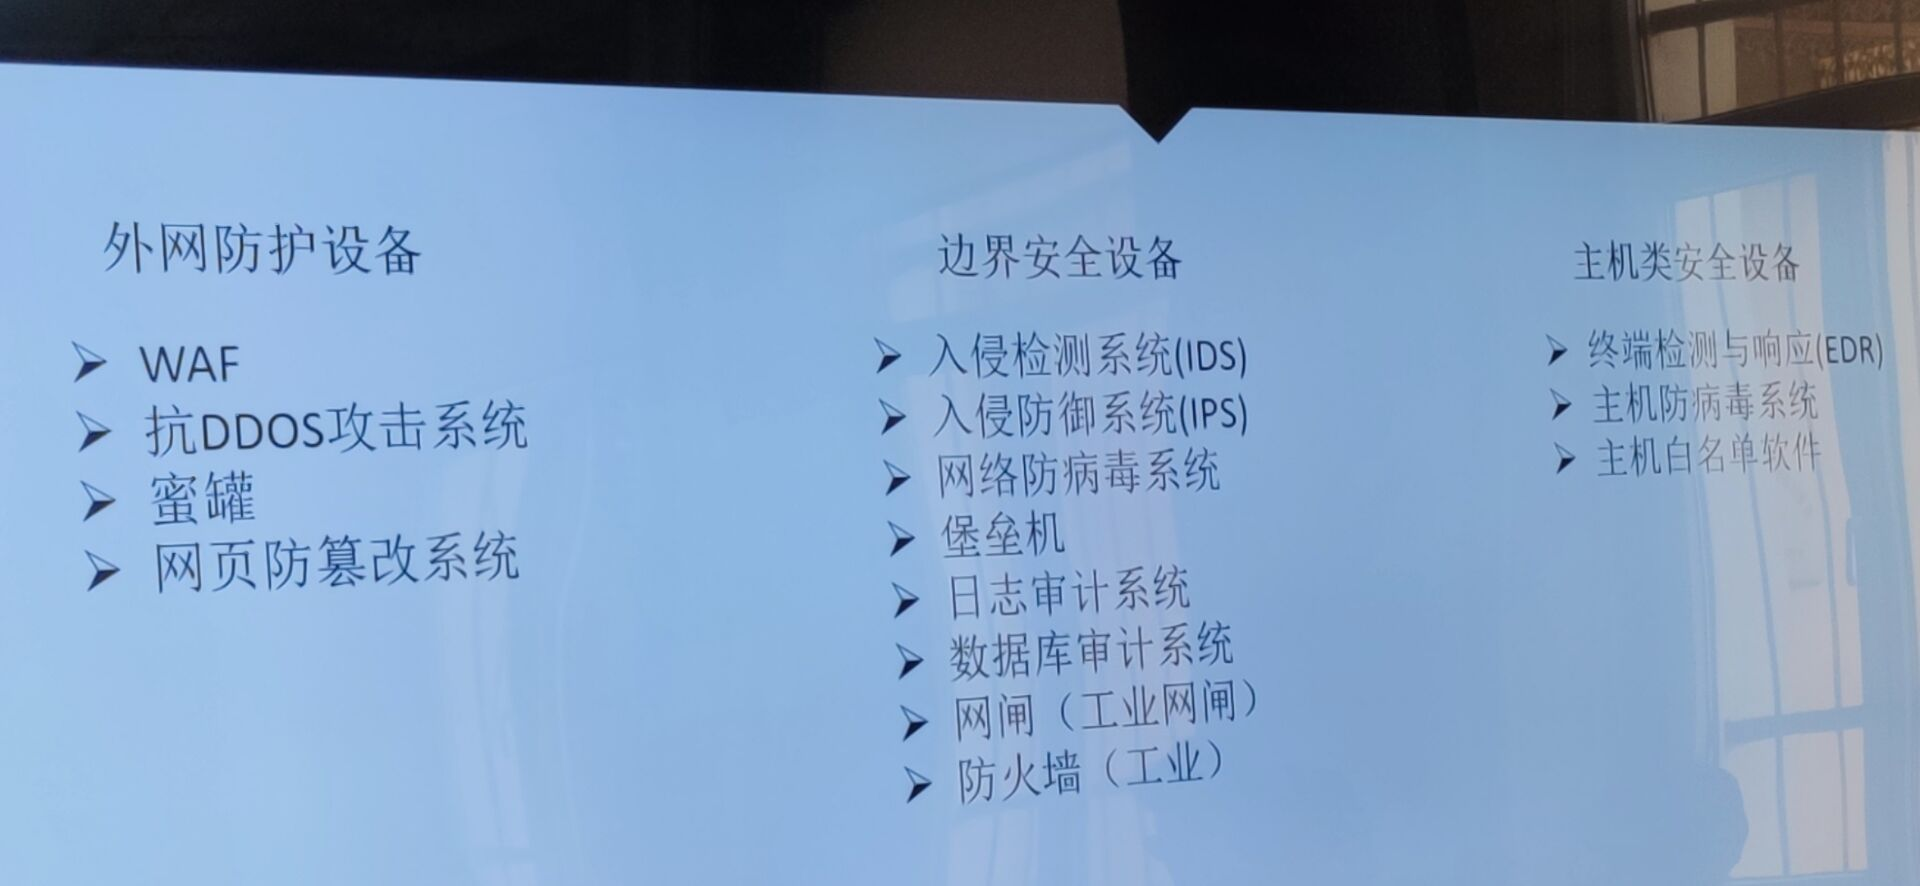 外网防护设备
WAF
抗DDOS攻击系统
蜜罐
网页防篡改系统
边界安全设备
入侵检测系统(IDS)
入侵防御系统(IPS)
网络防病毒系统
堡垒机
日志审计系统
数据库审计系统
网闸（工业网闸）
防火墙（工业）
主机类安全设备
终端检测与响应(EDR)
主机防病毒系统
主机白名单软件